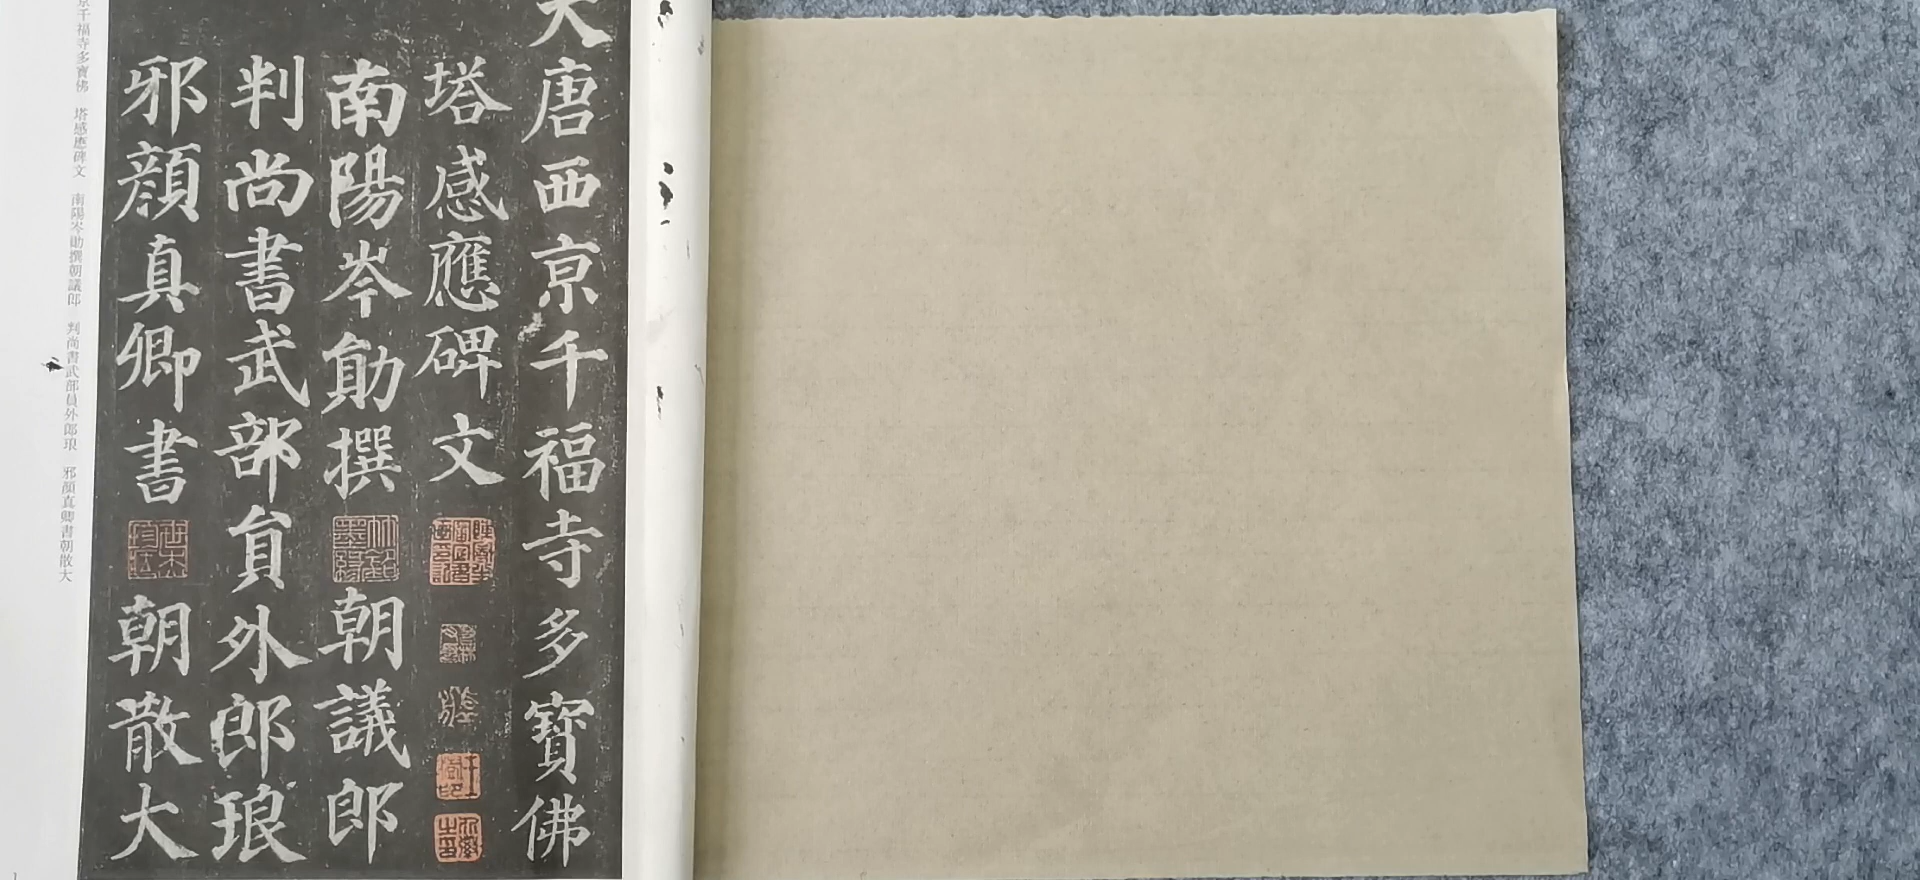 大唐西京千福寺多寶佛
塔感應碑文
南陽岑勛撰朝議郎
判尚書武部員外郎琅
邪顏真卿書朝散大
京千福寺多寶佛 塔感應碑文 南陽岑勛撰朝議郎 判尚書武部員外郎琅 邪顏真卿書朝散大
1